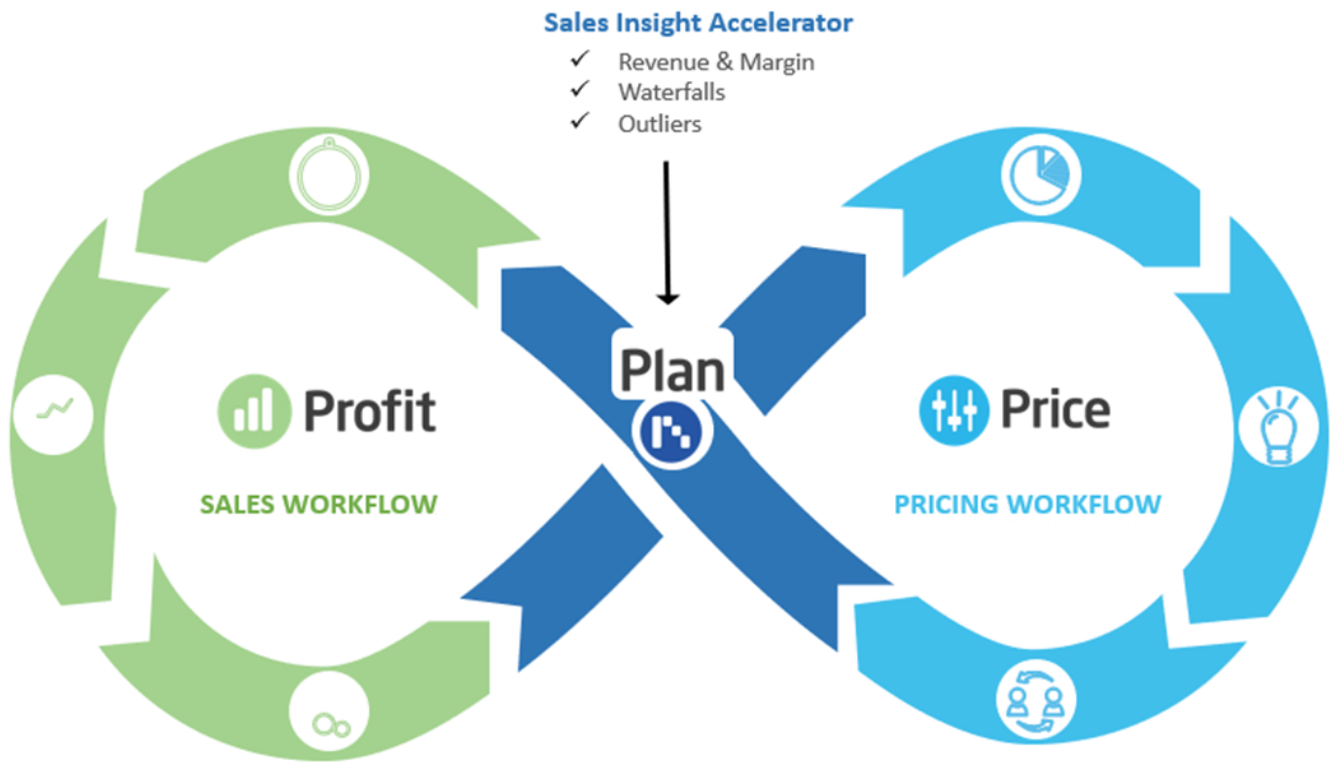 Sales Insight Accelerator
✓ Revenue & Margin
✓ Waterfalls
✓ Outliers
Plan
Profit
SALES WORKFLOW
Price
PRICING WORKFLOW